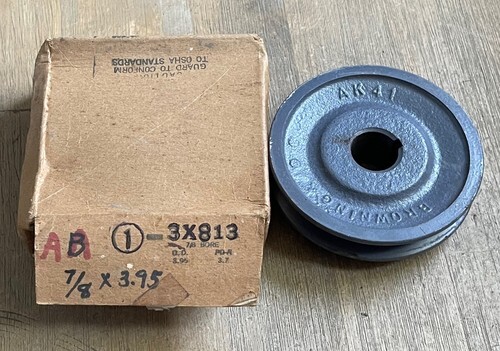 GUARD TO CONFORM
TO OSHA STANDARDS
1 - 3X813
7/8 BORE
O.D.
3.95
PD-A
3.7
ABA
7/8 X 3.95
AK41
BROWNING